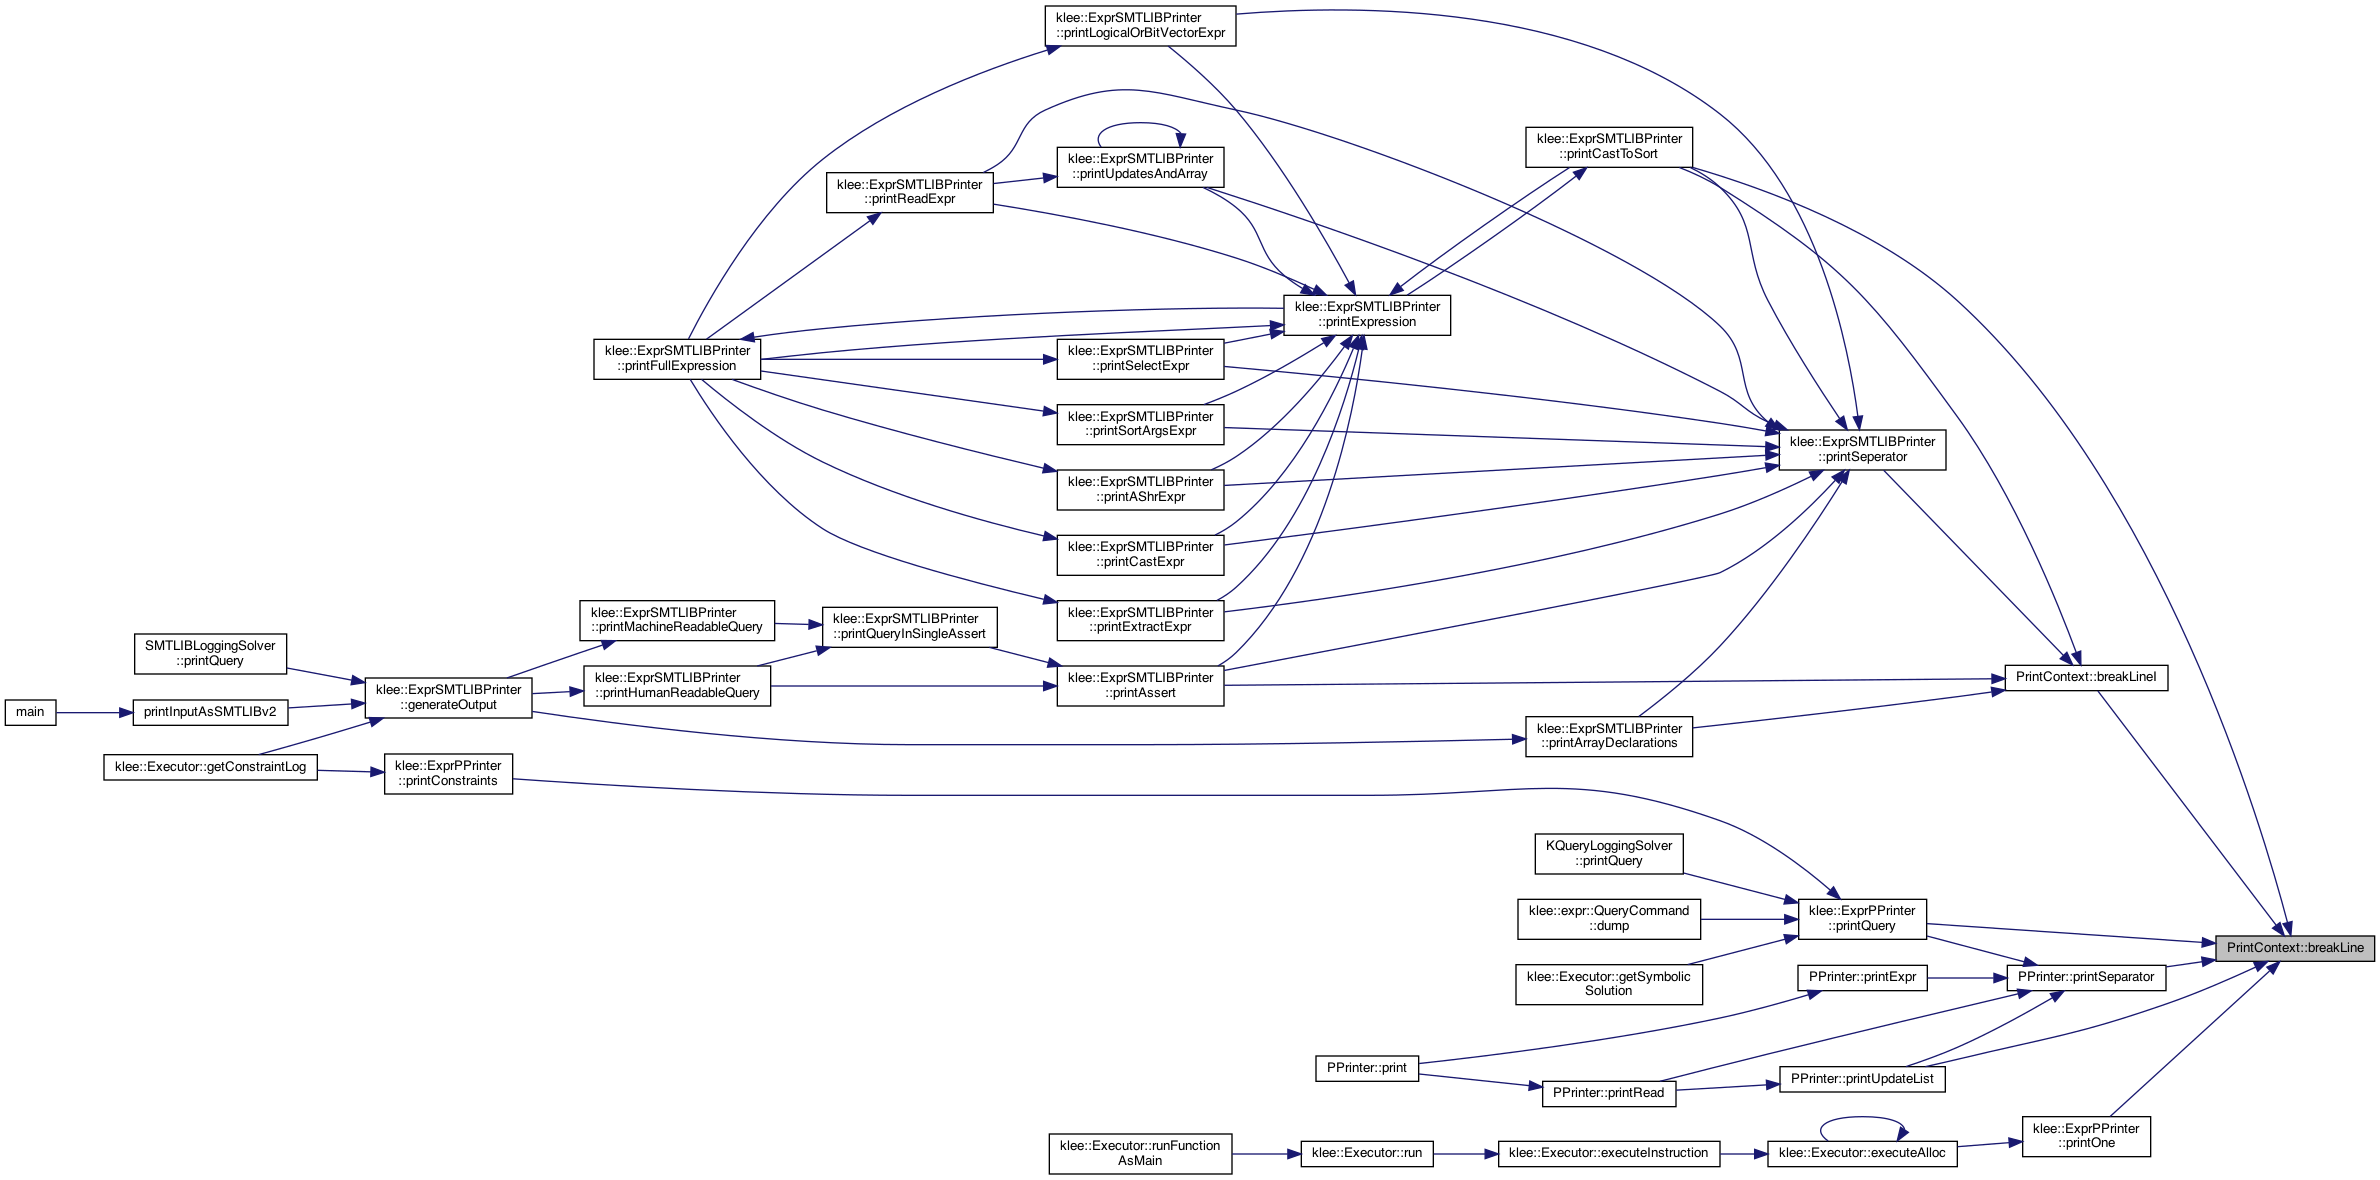 klee::ExprSMTLIBPrinter
::printLogicalOrBitVectorExpr
klee::ExprSMTLIBPrinter
::printCastToSort
klee::ExprSMTLIBPrinter
::printUpdatesAndArray
klee::ExprSMTLIBPrinter
::printReadExpr
klee::ExprSMTLIBPrinter
::printExpression
klee::ExprSMTLIBPrinter
::printFullExpression
klee::ExprSMTLIBPrinter
::printSelectExpr
klee::ExprSMTLIBPrinter
::printSortArgsExpr
klee::ExprSMTLIBPrinter
::printSeperator
klee::ExprSMTLIBPrinter
::printAShrExpr
klee::ExprSMTLIBPrinter
::printCastExpr
klee::ExprSMTLIBPrinter
::printExtractExpr
klee::ExprSMTLIBPrinter
::printMachineReadableQuery
klee::ExprSMTLIBPrinter
::printQueryInSingleAssert
SMTLIBLoggingSolver
::printQuery
klee::ExprSMTLIBPrinter
::printHumanReadableQuery
klee::ExprSMTLIBPrinter
::printAssert
PrintContext::breakLineI
klee::ExprSMTLIBPrinter
::generateOutput
main
printInputAsSMTLIBv2
klee::ExprSMTLIBPrinter
::printArrayDeclarations
klee::Executor::getConstraintLog
klee::ExprPPrinter
::printConstraints
KQueryLoggingSolver
::printQuery
klee::expr::QueryCommand
::dump
klee::ExprPPrinter
::printQuery
PrintContext::breakLine
klee::Executor::getSymbolic
Solution
PPrinter::printExpr
PPrinter::printSeparator
PPrinter::print
PPrinter::printRead
PPrinter::printUpdateList
klee::ExprPPrinter
::printOne
klee::Executor::runFunction
AsMain
klee::Executor::run
klee::Executor::executeInstruction
klee::Executor::executeAlloc